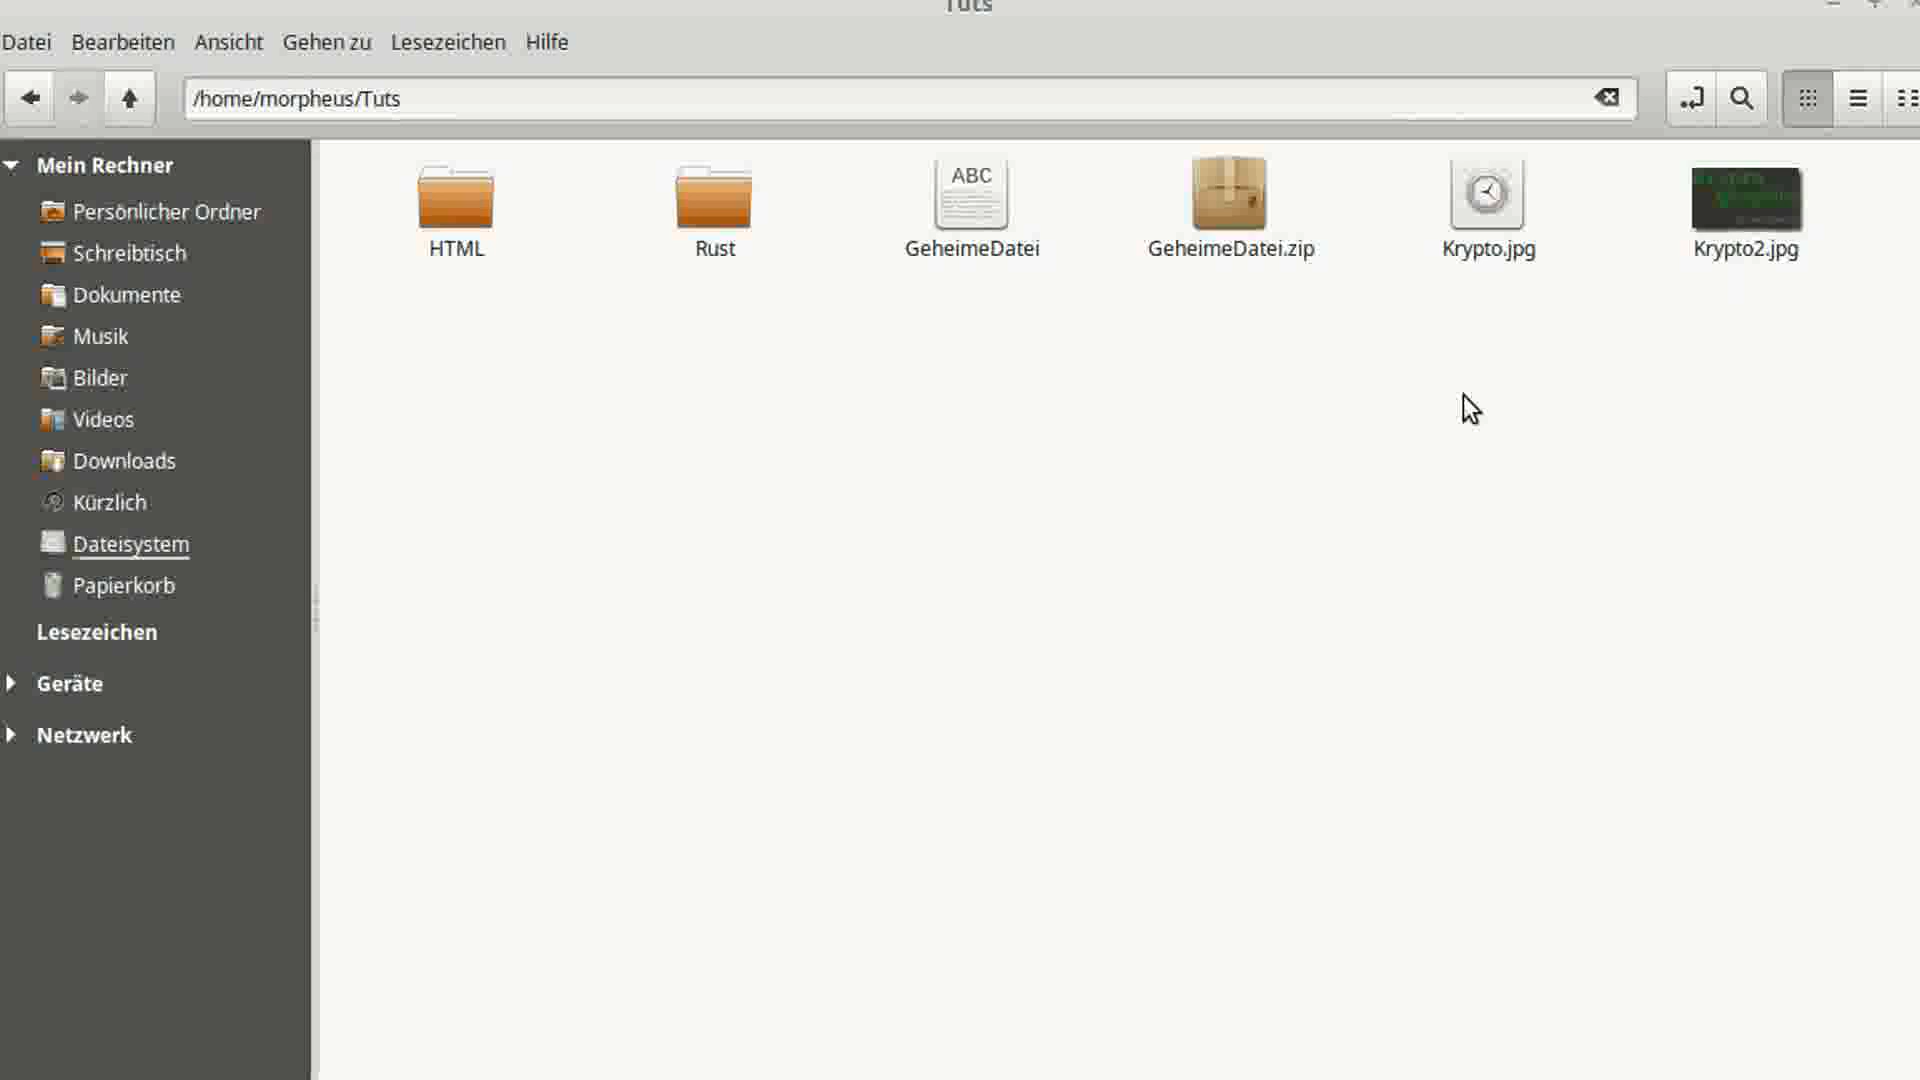 Tuts
Datei Bearbeiten Ansicht Gehen zu Lesezeichen Hilfe
/home/morpheus/Tuts
Mein Rechner
Persönlicher Ordner
Schreibtisch
Dokumente
Musik
Bilder
Videos
Downloads
Kürzlich
Dateisystem
Papierkorb
Lesezeichen
Geräte
Netzwerk
ABC
HTML Rust GeheimeDatei GeheimeDatei.zip Krypto.jpg Krypto2.jpg